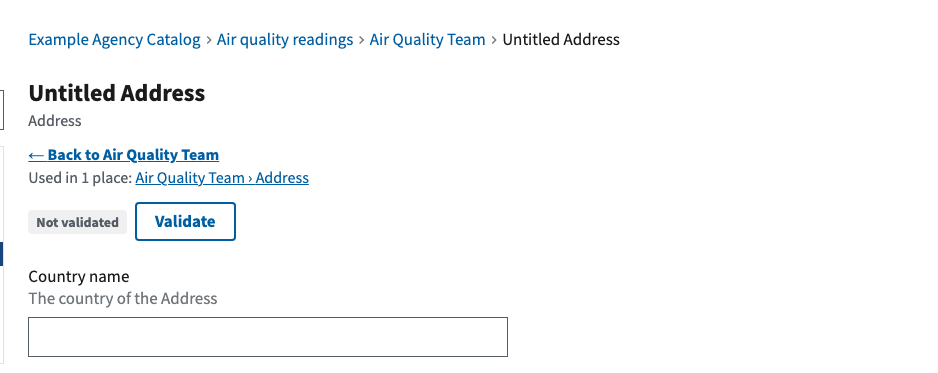 Example Agency Catalog › Air quality readings › Air Quality Team › Untitled Address
Untitled Address
Address
← Back to Air Quality Team
Used in 1 place: Air Quality Team › Address
Not validated Validate
Country name
The country of the Address